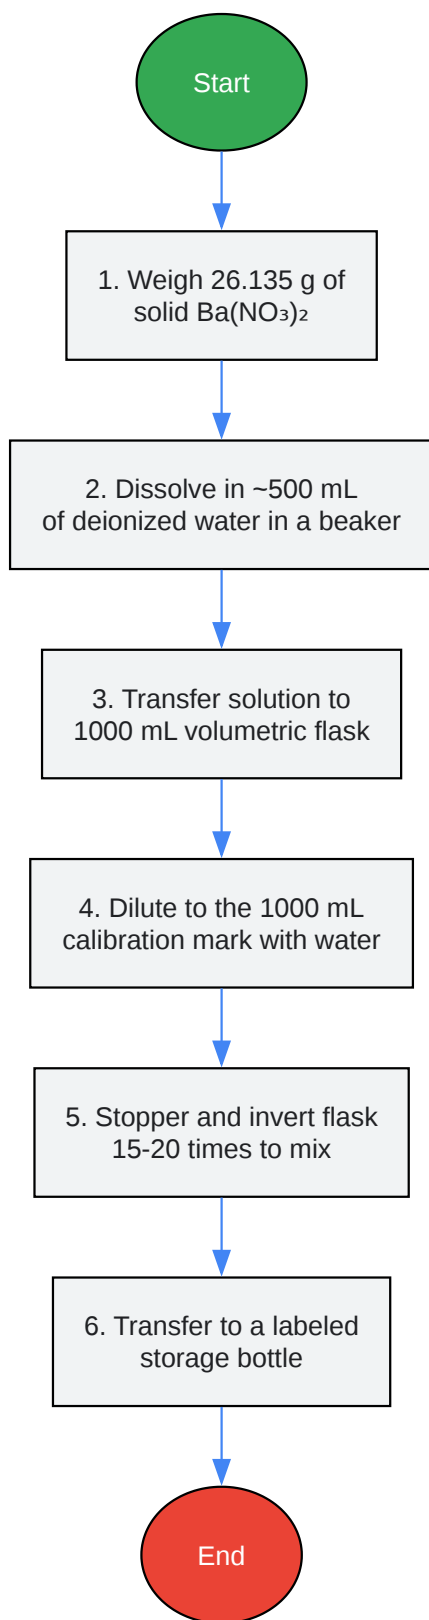 Start
1. Weigh 26.135 g of
solid Ba(NO₃)₂
2. Dissolve in ~500 mL
of deionized water in a beaker
3. Transfer solution to
1000 mL volumetric flask
4. Dilute to the 1000 mL
calibration mark with water
5. Stopper and invert flask
15-20 times to mix
6. Transfer to a labeled
storage bottle
End